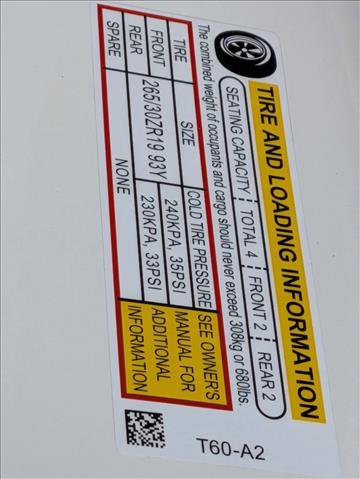 TIRE AND LOADING INFORMATION
SEATING CAPACITY TOTAL 4 FRONT 2 REAR 2
The combined weight of occupants and cargo should never exceed 308kg or 680lbs.
TIRE SIZE COLD TIRE PRESSURE SEE OWNER'S
FRONT 265/30ZR19 93Y 240KPA, 35PSI MANUAL FOR
REAR 230KPA, 33PSI ADDITIONAL
SPARE NONE INFORMATION
T60-A2